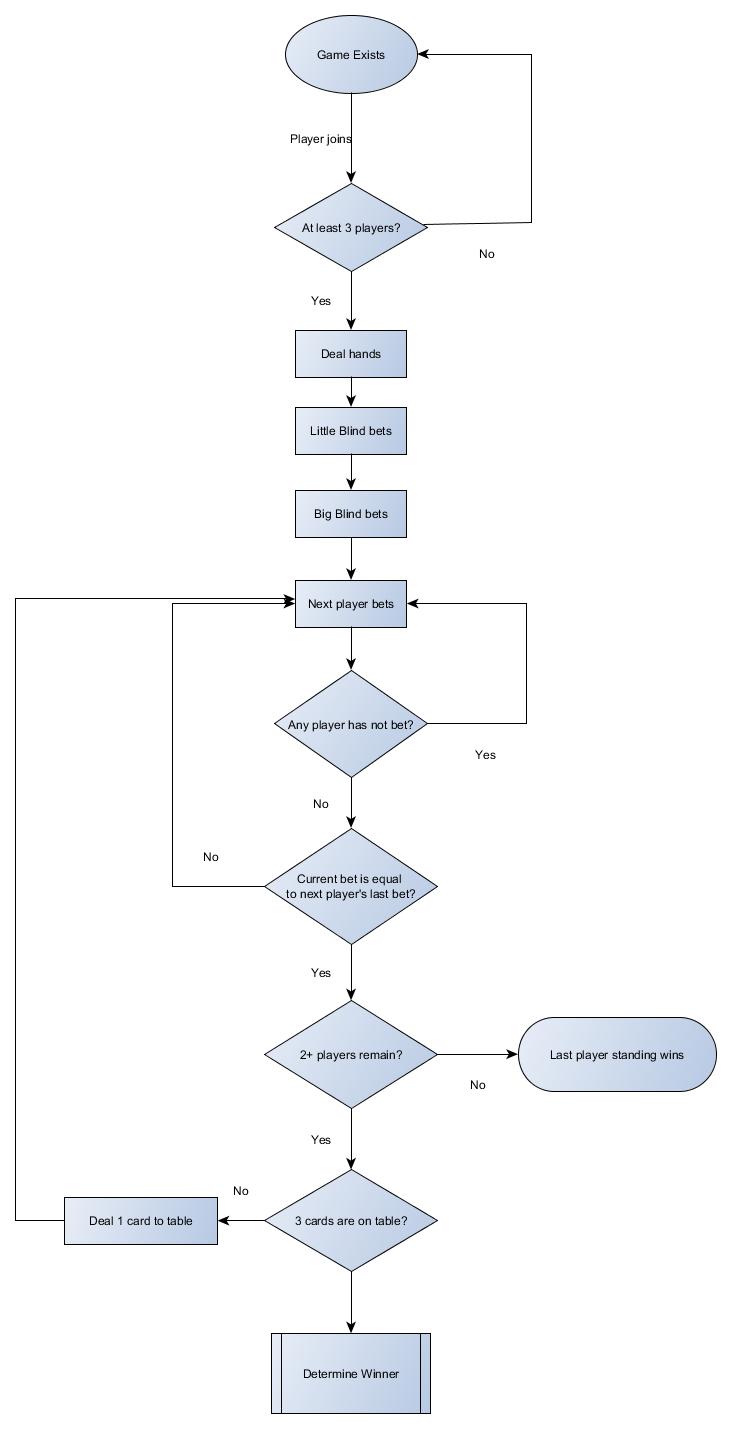 Game Exists
Player joins
At least 3 players?
No
Yes
Deal hands
Little Blind bets
Big Blind bets
Next player bets
Any player has not bet?
Yes
No
No
Current bet is equal
to next player's last bet?
Yes
2+ players remain?
Last player standing wins
No
Yes
No
Deal 1 card to table
3 cards are on table?
Determine Winner